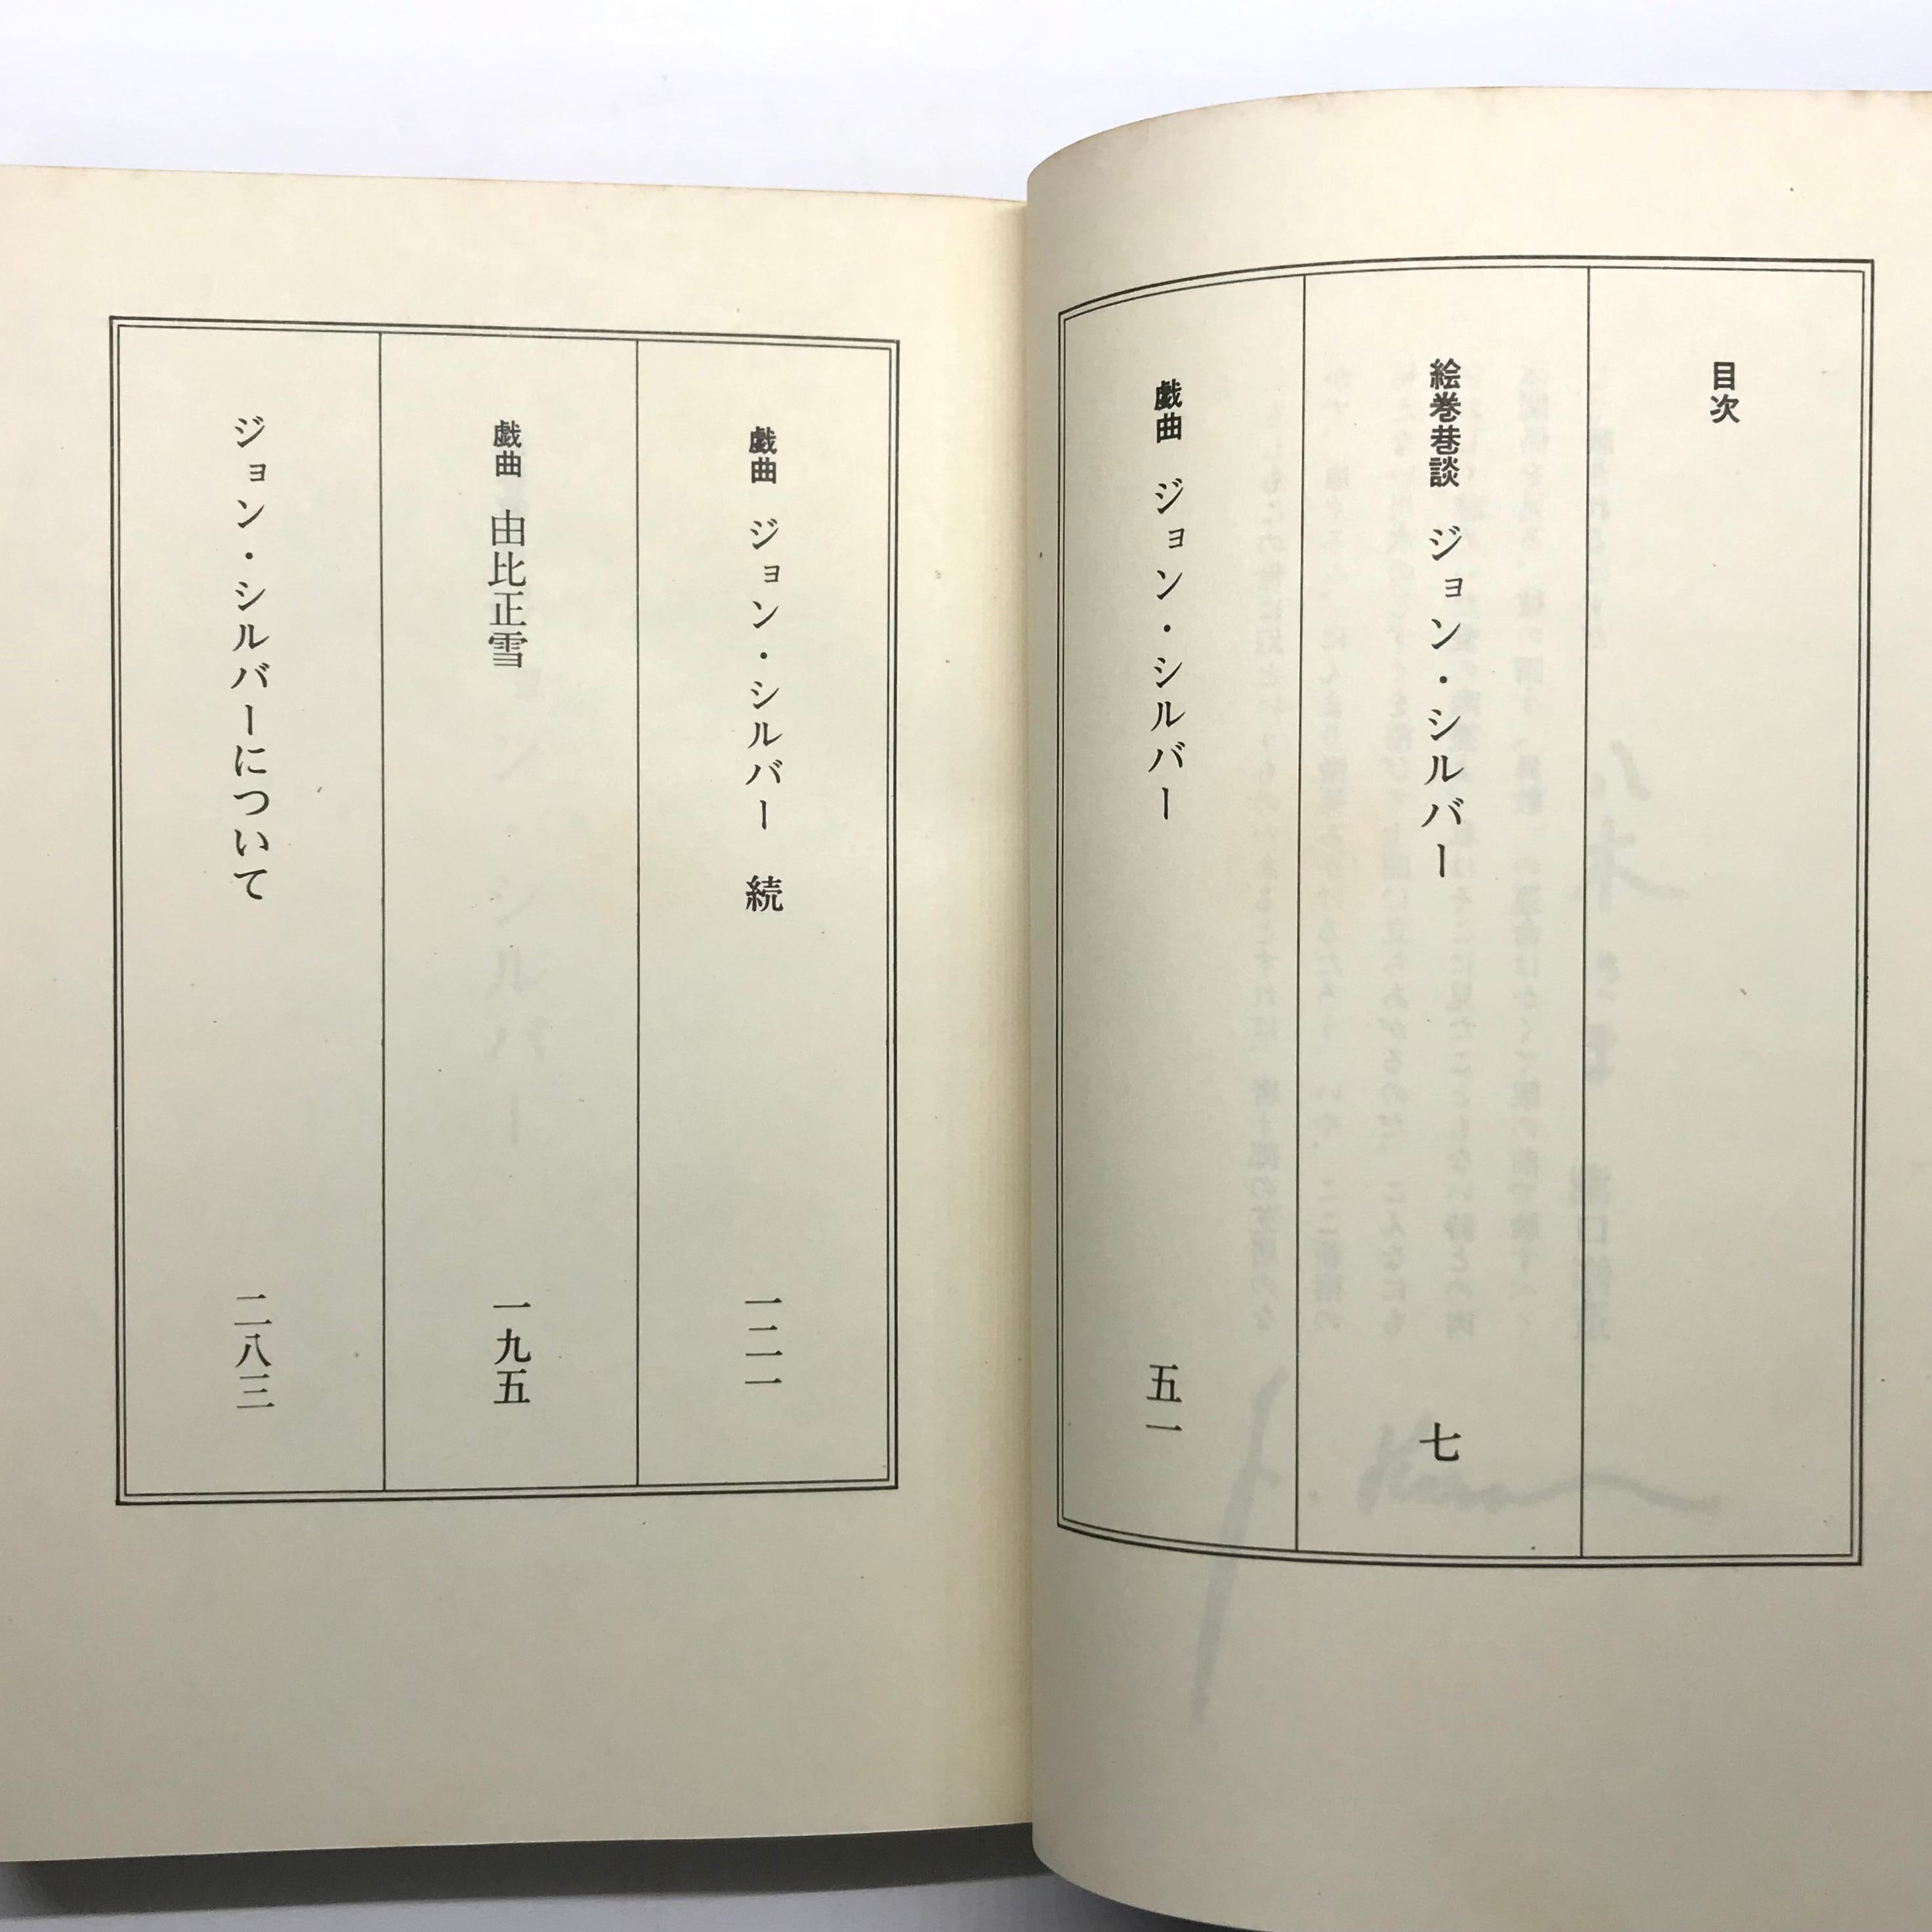 目次
絵巻巷談 ジョン・シルバー 七
戯曲 ジョン・シルバー 五一
戯曲 ジョン・シルバー 続 一二一
戯曲 由比正雪 一九五
ジョン・シルバーについて 二八三